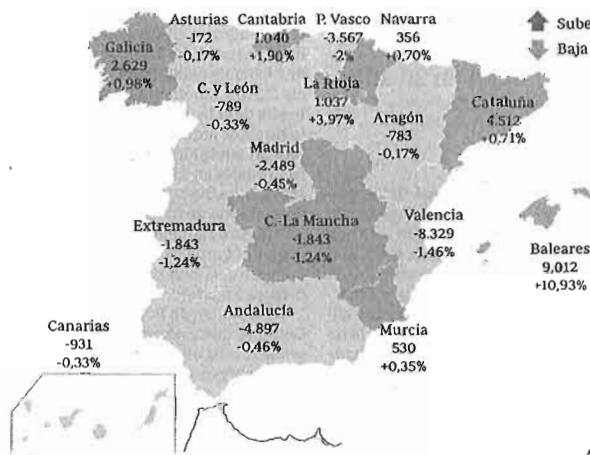 Asturias
-172
-0,17%
Cantabria
1.040
+1,90%
P. Vasco
-3.567
-2%
Navarra
356
+0,70%
Sube
Baja
Galicia
2.629
+0,98%
C. y León
-789
-0,33%
La Rioja
1.037
+3,97%
Aragón
-783
-0,17%
Cataluña
4.512
+0,71%
Madrid
-2.489
-0,45%
Extremadura
-1.843
-1,24%
C.-La Mancha
-1.843
-1,24%
Valencia
-8.329
-1,46%
Baleares
9,012
+10,93%
Andalucía
-4.897
-0,46%
Murcia
530
+0,35%
Canarias
-931
-0,33%